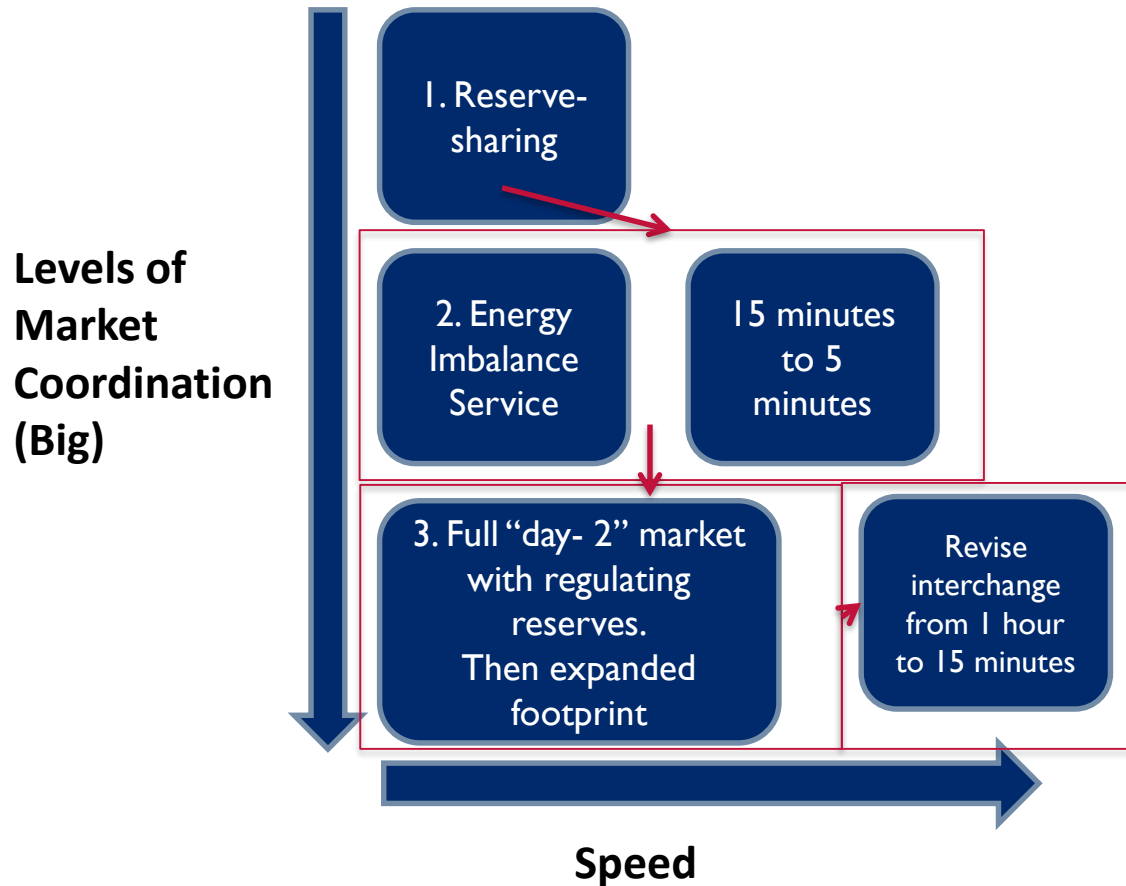 1. Reserve-
sharing
Levels of
Market
Coordination
(Big)
2. Energy
Imbalance
Service
15 minutes
to 5
minutes
3. Full “day- 2” market
with regulating
reserves.
Then expanded
footprint
Revise
interchange
from 1 hour
to 15 minutes
Speed